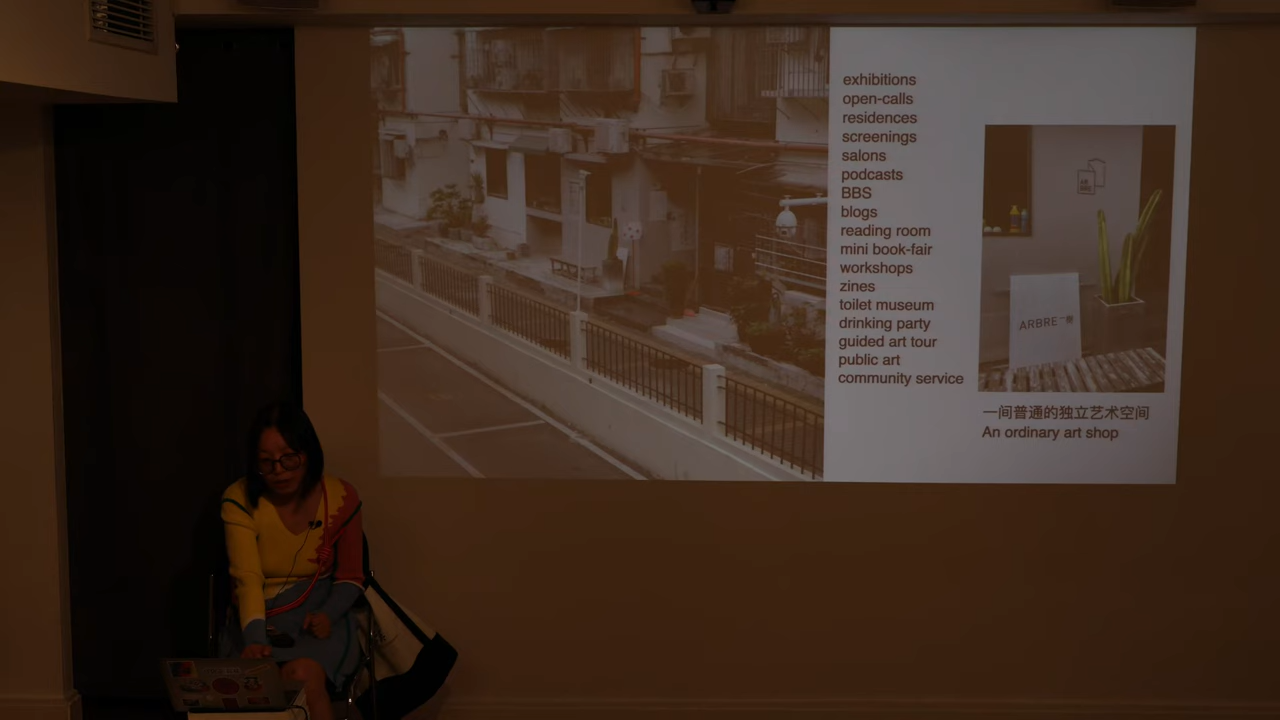 exhibitions
open-calls
residences
screenings
salons
podcasts
BBS
blogs
reading room
mini book-fair
workshops
zines
toilet museum
drinking party
guided art tour
public art
community service
AR
BRE
ARBRE
一间普通的独立艺术空间
An ordinary art shop